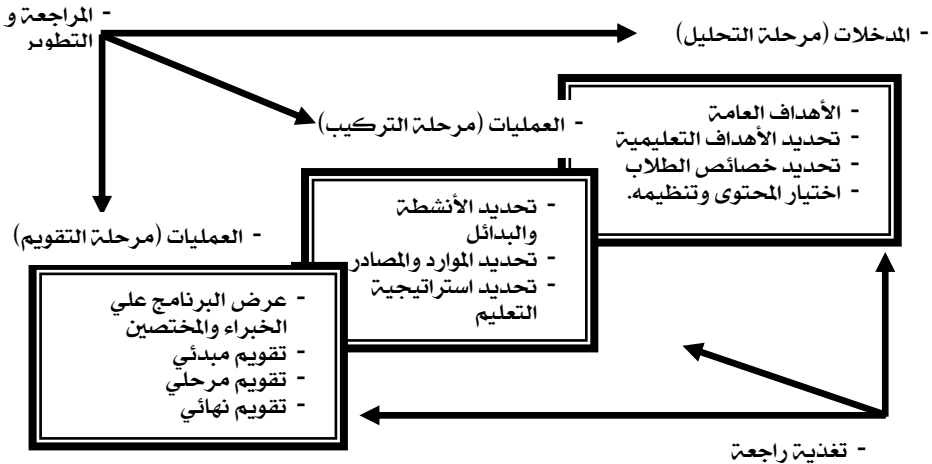 - المراجعة و
التطوير
- المدخلات (مرحلة التحليل)
- الأهداف العامة
- تحديد الأهداف التعليمية
- تحديد خصائص الطلاب
- اختيار المحتوى وتنظيمه.
- العمليات (مرحلة التركيب)
- تحديد الأنشطة
والبدائل
- تحديد الموارد والمصادر
- تحديد استراتيجية
التعليم
- العمليات (مرحلة التقويم)
- عرض البرنامج علي
الخبراء والمختصين
- تقويم مبدئي
- تقويم مرحلي
- تقويم نهائي
- تغذية راجعة